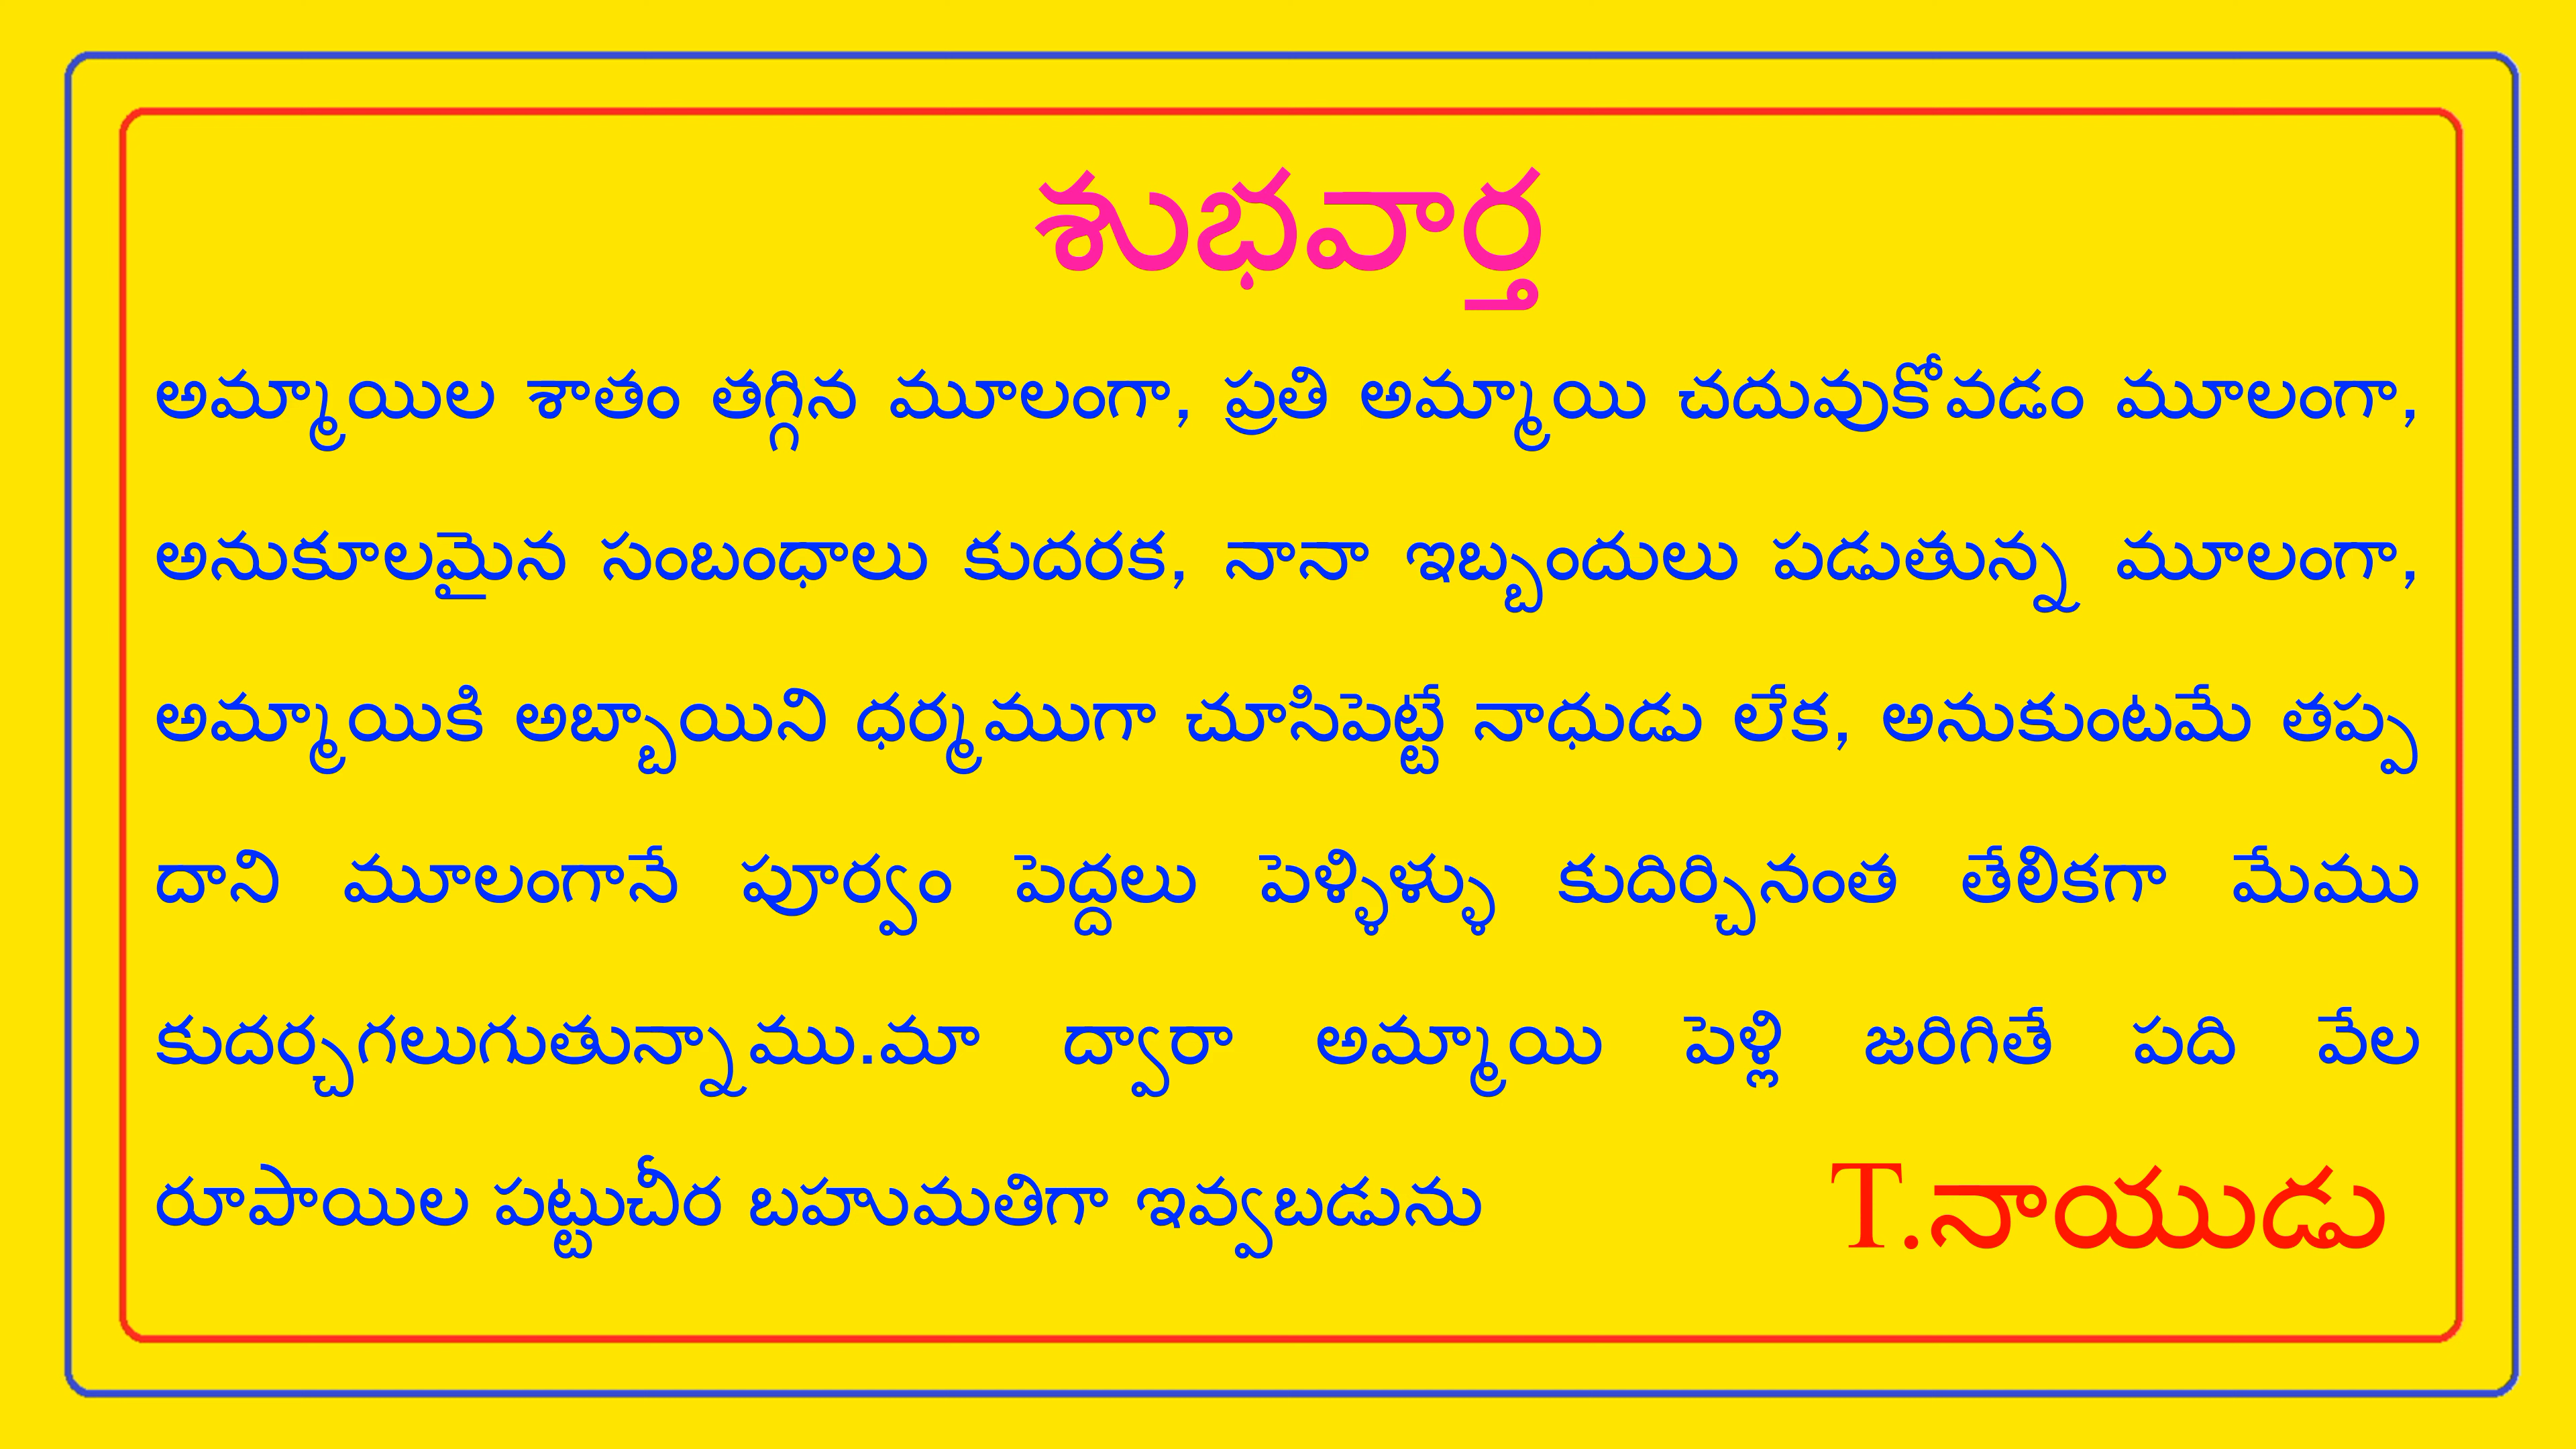 శుభవార్త
అమ్మాయిల శాతం తగ్గిన మూలంగా, ప్రతి అమ్మాయి చదువుకోవడం మూలంగా,
అనుకూలమైన సంబంధాలు కుదరక, నానా ఇబ్బందులు పడుతున్న మూలంగా,
అమ్మాయికి అబ్బాయిని ధర్మముగా చూసిపెట్టే నాధుడు లేక, అనుకుంటమే తప్ప
దాని మూలంగానే పూర్వం పెద్దలు పెళ్ళిళ్ళు కుదిర్చినంత తేలికగా మేము
కుదర్చగలుగుతున్నాము.మా ద్వారా అమ్మాయి పెళ్లి జరిగితే పది వేల
రూపాయిల పట్టుచీర బహుమతిగా ఇవ్వబడును T.నాయుడు